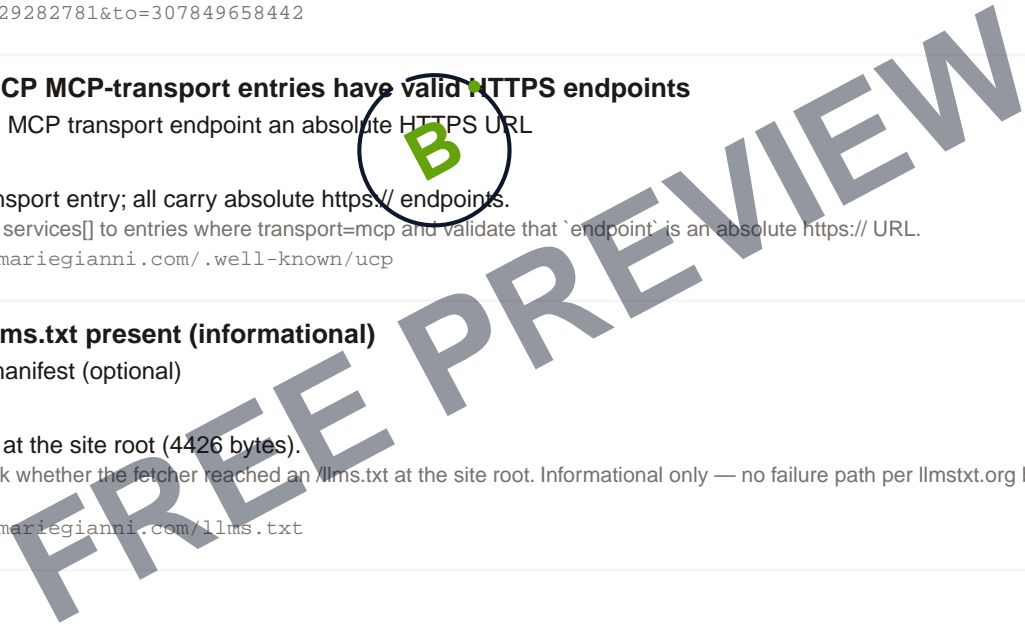 29282781&to=307849658442
CP MCP-transport entries have valid HTTPS endpoints
MCP transport endpoint an absolute HTTPS URL
B
nsport entry; all carry absolute https:// endpoints.
services[] to entries where transport=mcp and validate that `endpoint` is an absolute https:// URL.
mariegianni.com/.well-known/ucp
lms.txt present (informational)
manifest (optional)
at the site root (4426 bytes).
k whether the fetcher reached an /llms.txt at the site root. Informational only — no failure path per llmstxt.org
mariegianni.com/llms.txt
FREE PREVIEW